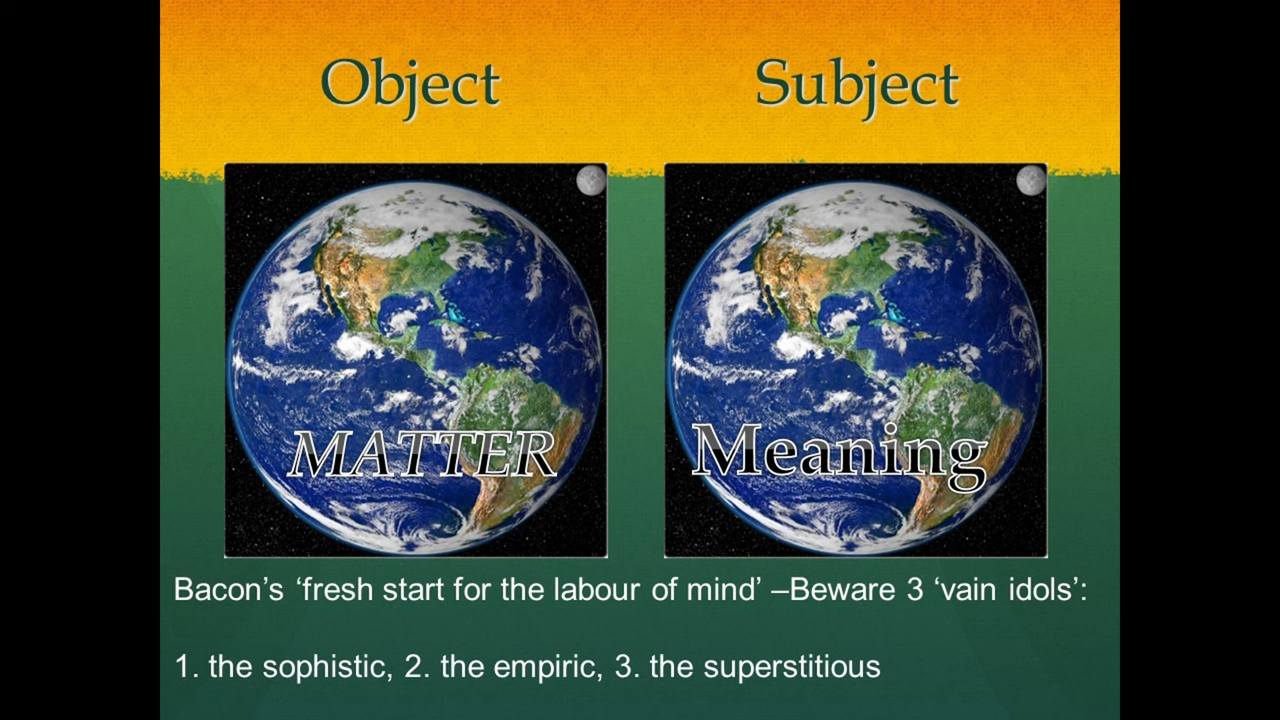 Object
Subject
MATTER
Meaning
Bacon’s ‘fresh start for the labour of mind’ –Beware 3 ‘vain idols’:
1. the sophistic, 2. the empiric, 3. the superstitious